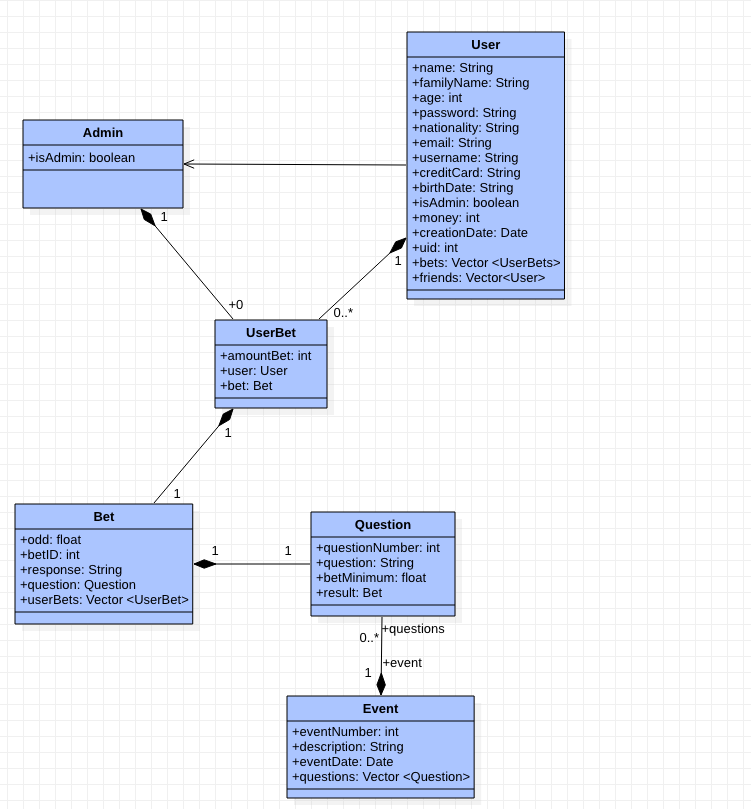 User
+name: String
+familyName: String
+age: int
+password: String
+nationality: String
+email: String
+username: String
+creditCard: String
+birthDate: String
+isAdmin: boolean
+money: int
+creationDate: Date
+uid: int
+bets: Vector <UserBets>
+friends: Vector<User>
Admin
+isAdmin: boolean
1
1
+0
0..*
UserBet
+amountBet: int
+user: User
+bet: Bet
1
1
Bet
+odd: float
+betID: int
+response: String
+question: Question
+userBets: Vector <UserBet>
1
1
Question
+questionNumber: int
+question: String
+betMinimum: float
+result: Bet
+questions
0..*
+event
1
Event
+eventNumber: int
+description: String
+eventDate: Date
+questions: Vector <Question>